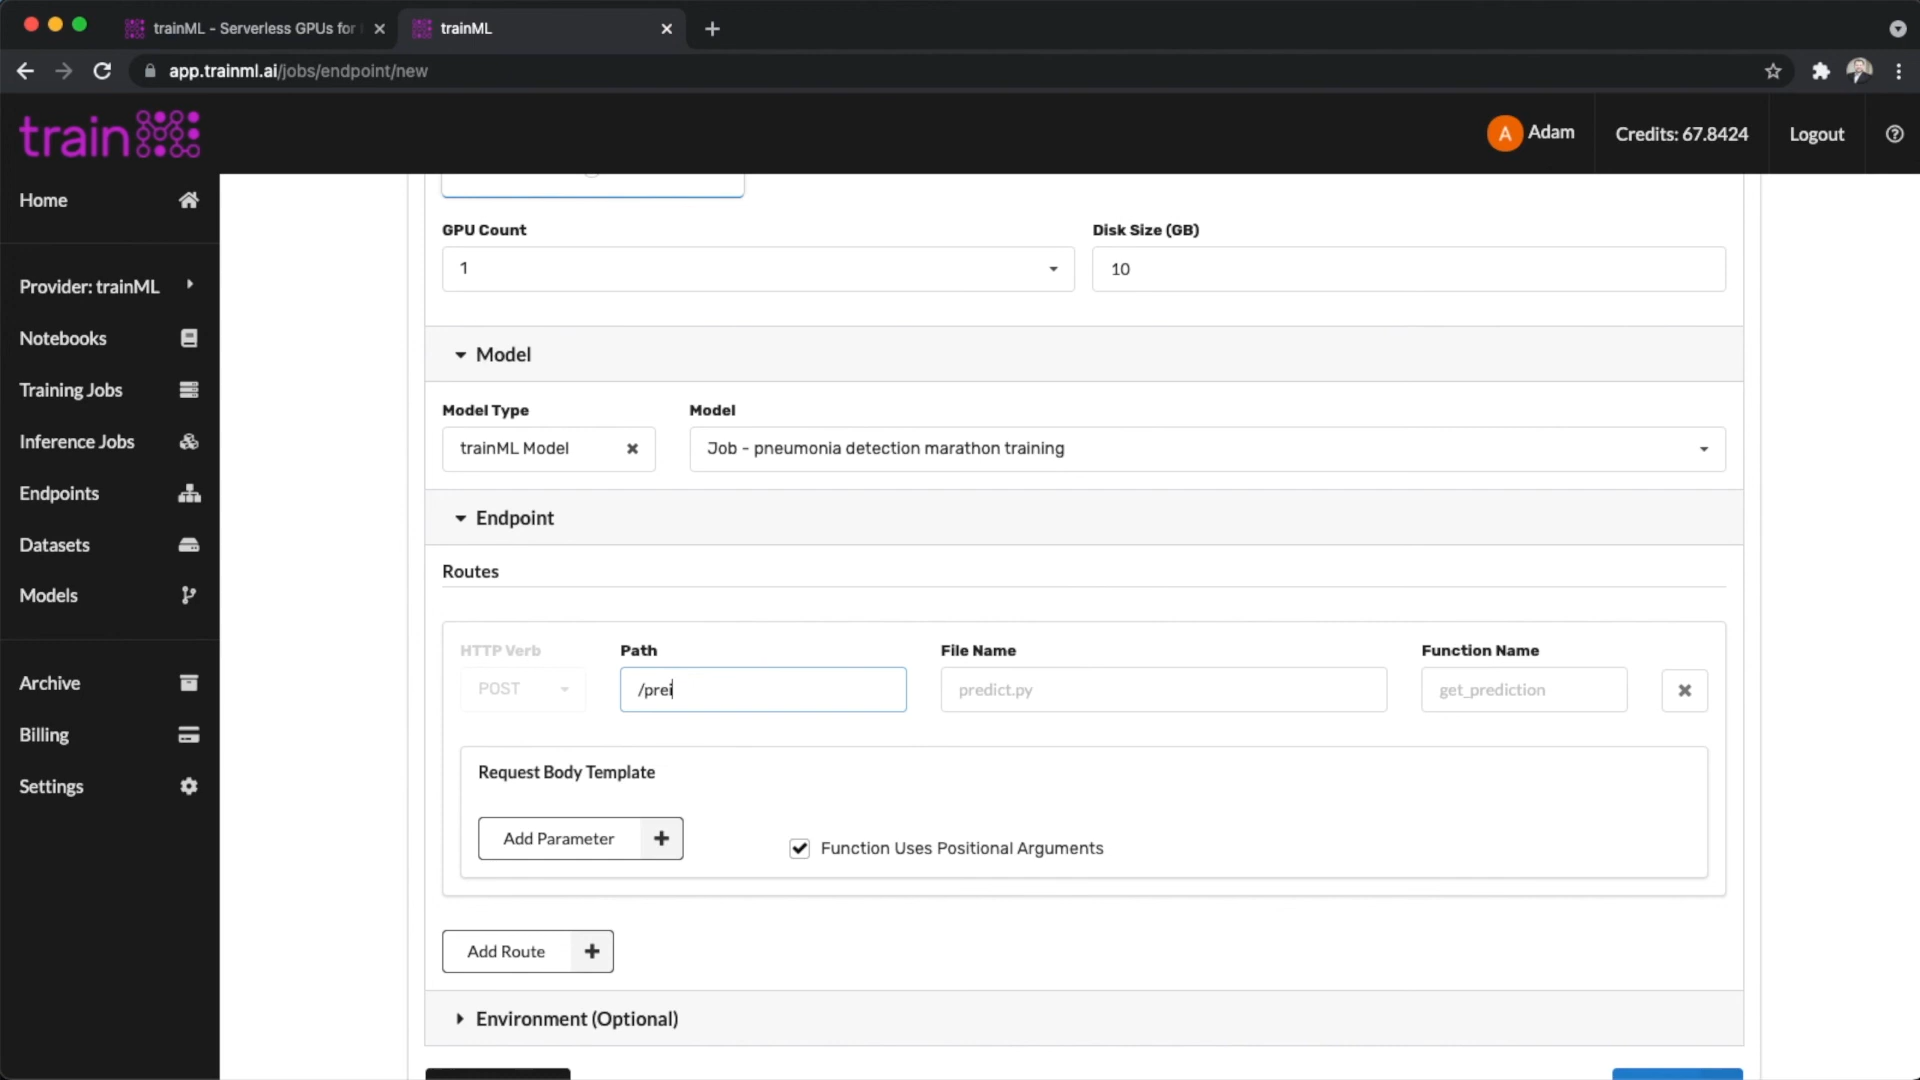 trainML - Serverless GPUs for
trainML
app.trainml.ai/jobs/endpoint/new
train
A Adam
Credits: 67.8424
Logout
Home
Provider: trainML
Notebooks
Training Jobs
Inference Jobs
Endpoints
Datasets
Models
Archive
Billing
Settings
GPU Count
Disk Size (GB)
1
10
Model
Model Type
Model
trainML Model
Job - pneumonia detection marathon training
Endpoint
Routes
HTTP Verb
Path
File Name
Function Name
POST
/prei
predict.py
get_prediction
Request Body Template
Add Parameter
Function Uses Positional Arguments
Add Route
Environment (Optional)